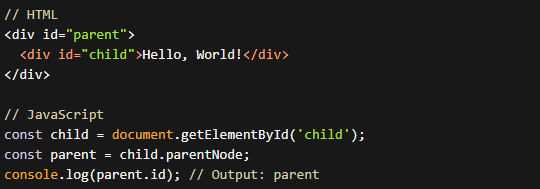 // HTML
<div id="parent">
  <div id="child">Hello, World!</div>
</div>

// JavaScript
const child = document.getElementById('child');
const parent = child.parentNode;
console.log(parent.id); // Output: parent